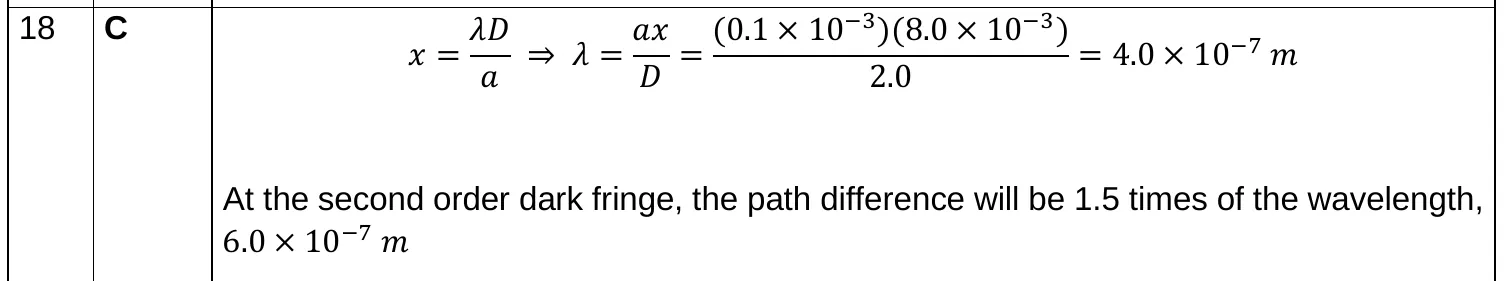 18 C x = λD/a ⇒ λ = ax/D = (0.1 × 10⁻³)(8.0 × 10⁻³)/2.0 = 4.0 × 10⁻⁷ m
At the second order dark fringe, the path difference will be 1.5 times of the wavelength,
6.0 × 10⁻⁷ m